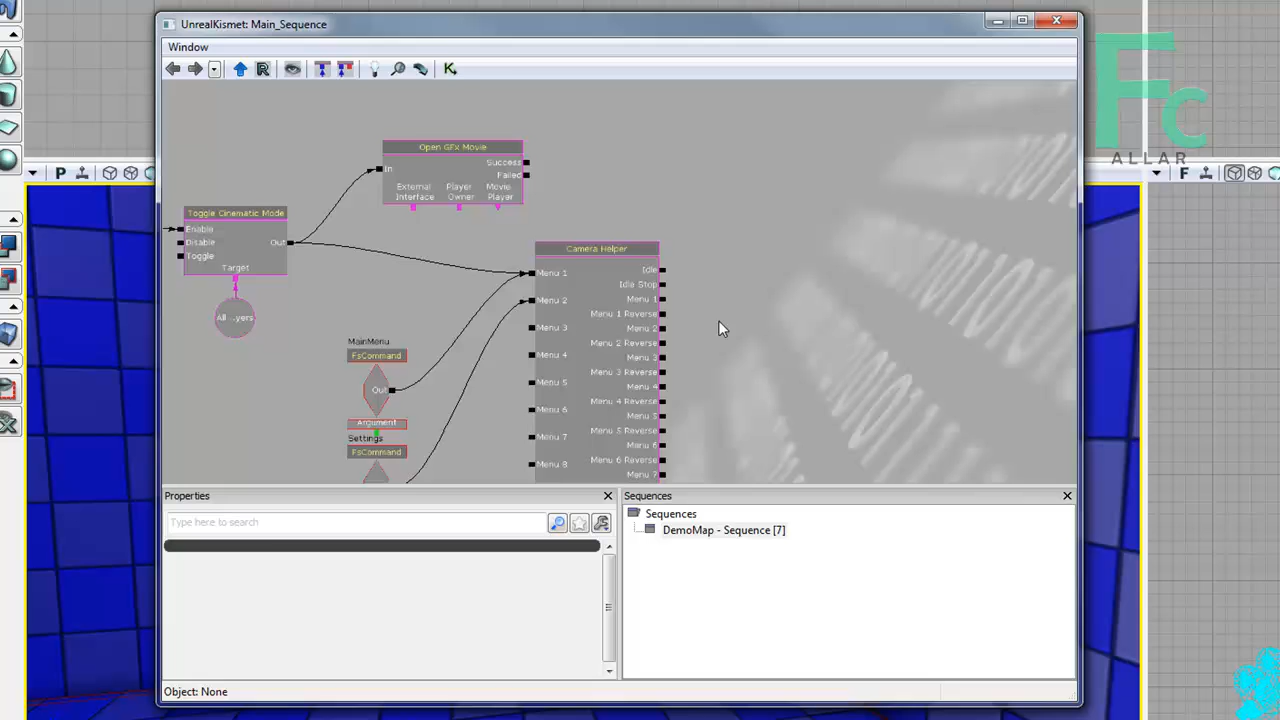 UnrealKismet: Main_Sequence
Window
Fc
ALLAR
P
F
R
K
Open GFx Movie
Success
In
Failed
External Interface
Player Owner
Movie Player
Toggle Cinematic Mode
Enable
Disable
Out
Toggle
Target
All ...yers
Camera Helper
Menu 1
Menu 2
Menu 3
Menu 4
Menu 5
Menu 6
Menu 7
Menu 8
Idle
Idle Stop
Menu 1
Menu 1 Reverse
Menu 2
Menu 2 Reverse
Menu 3
Menu 3 Reverse
Menu 4
Menu 4 Reverse
Menu 5
Menu 5 Reverse
Menu 6
Menu 6 Reverse
Menu 7
MainMenu
FsCommand
Out
Argument
Settings
FsCommand
Properties
Type here to search
Sequences
Sequences
DemoMap - Sequence [7]
Object: None